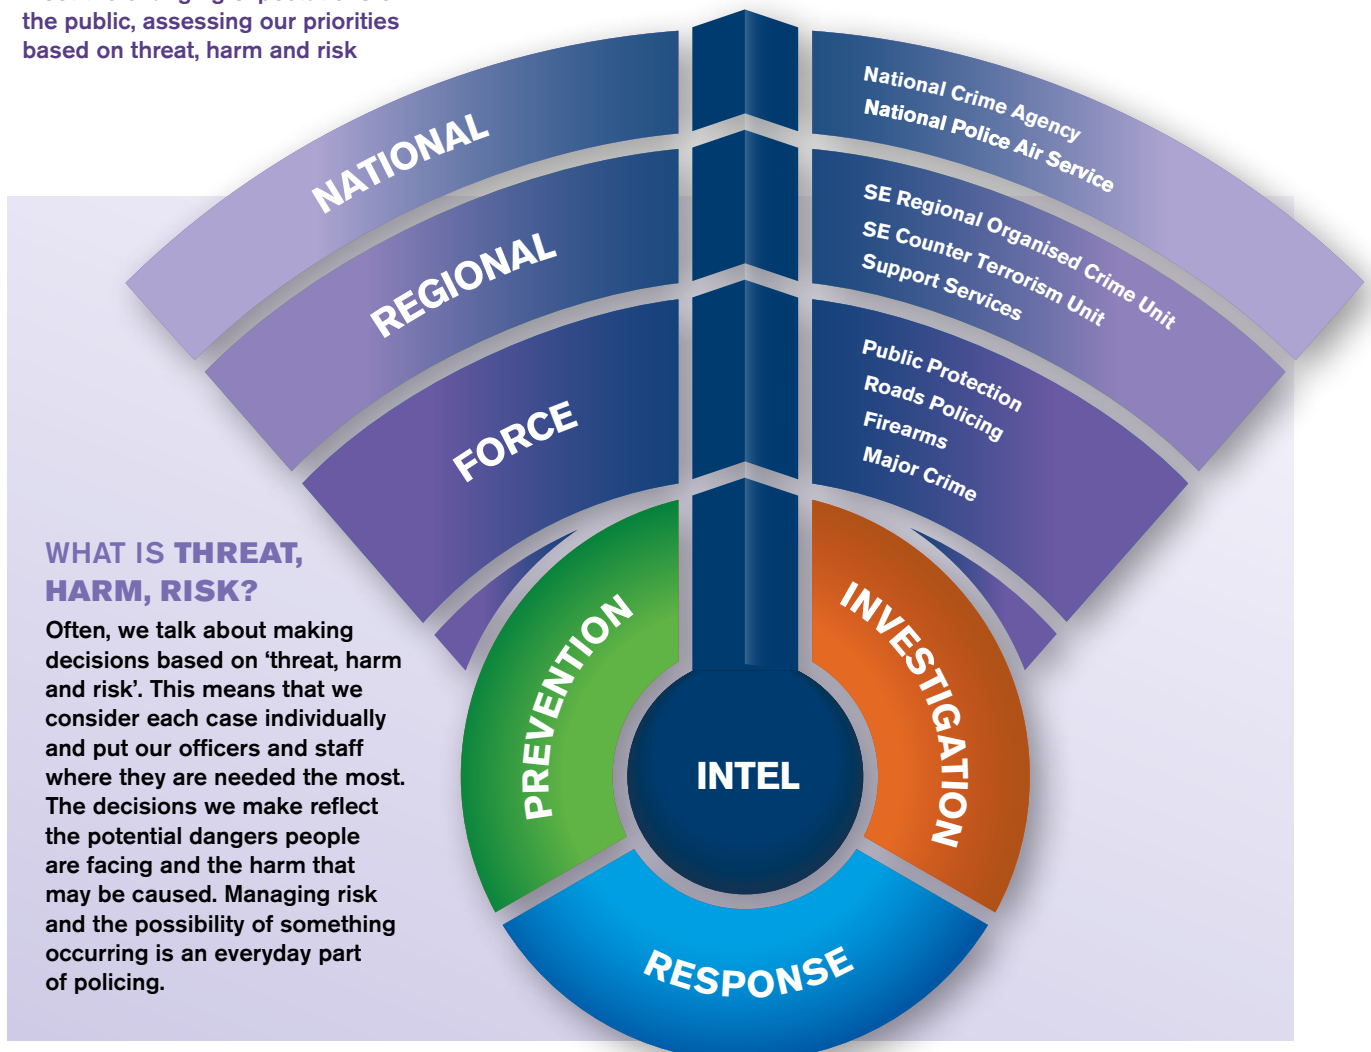 the public, assessing our priorities
based on threat, harm and risk
NATIONAL
National Crime Agency
National Police Air Service
REGIONAL
SE Regional Organised Crime Unit
SE Counter Terrorism Unit
Support Services
FORCE
Public Protection
Roads Policing
Firearms
Major Crime
WHAT IS THREAT,
HARM, RISK?
Often, we talk about making
decisions based on ‘threat, harm
and risk’. This means that we
consider each case individually
and put our officers and staff
where they are needed the most.
The decisions we make reflect
the potential dangers people
are facing and the harm that
may be caused. Managing risk
and the possibility of something
occurring is an everyday part
of policing.
PREVENTION
INVESTIGATION
INTEL
RESPONSE